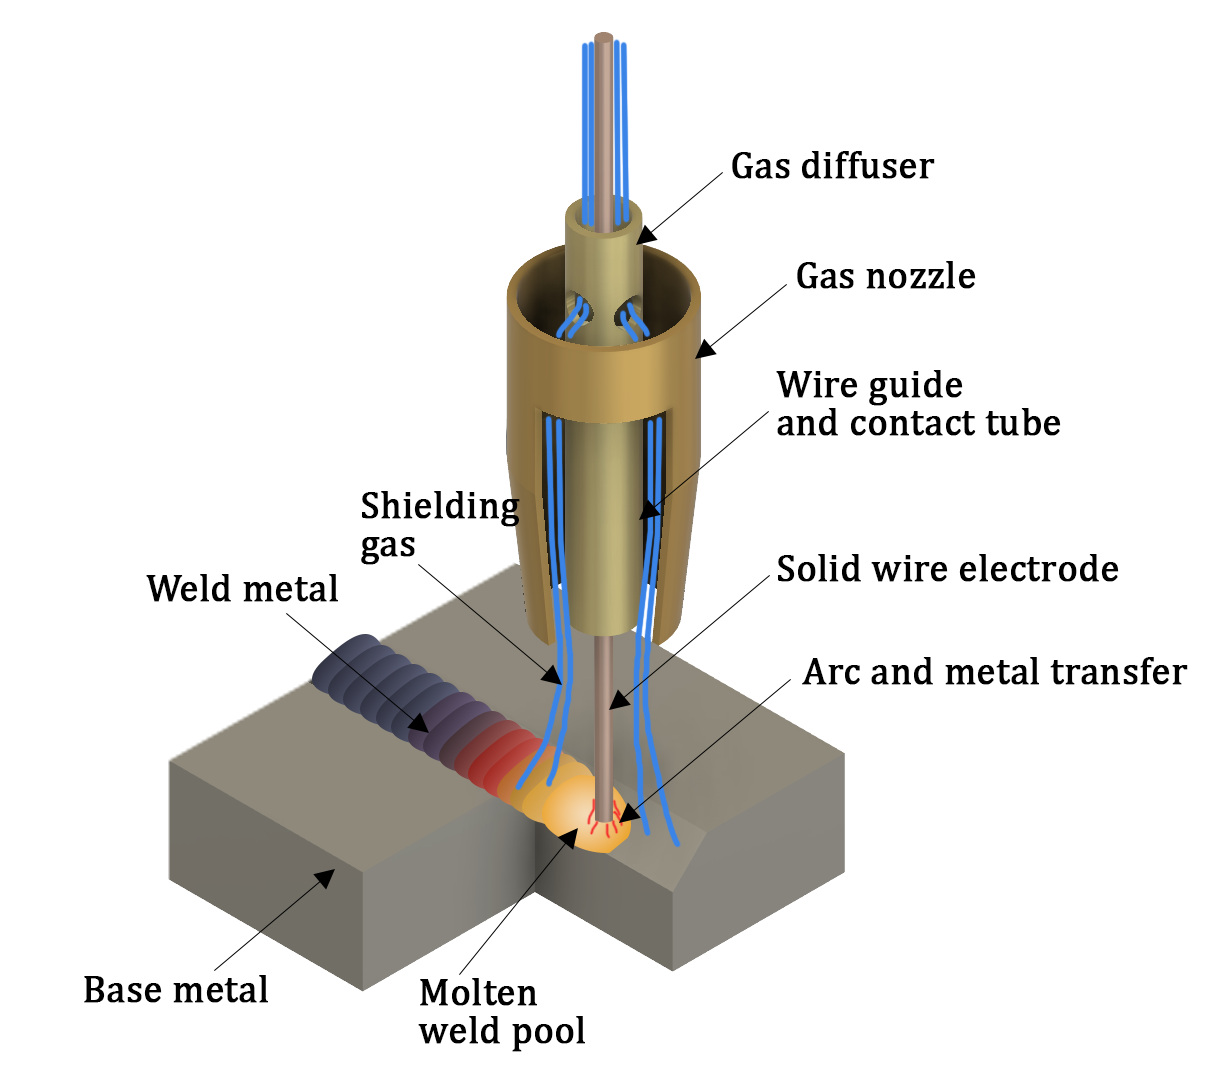 Gas diffuser
Gas nozzle
Wire guide
and contact tube
Shielding
gas
Solid wire electrode
Weld metal
Arc and metal transfer
Base metal
Molten
weld pool